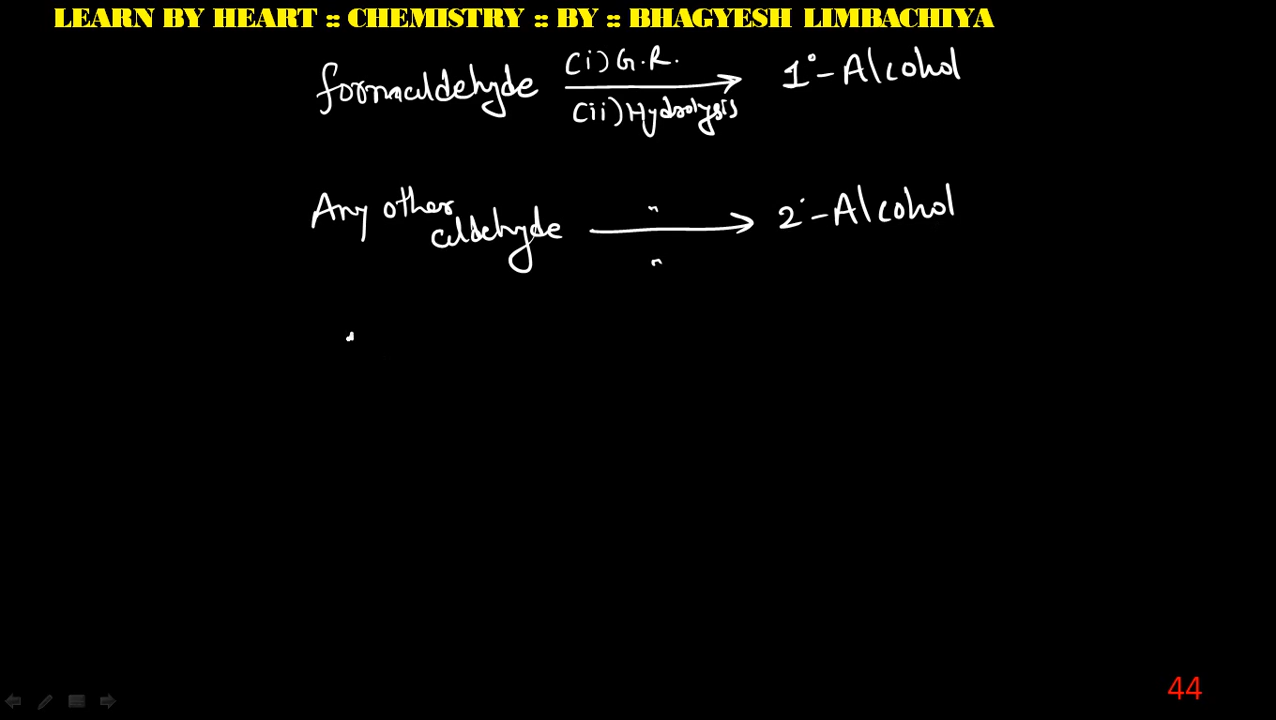 LEARN BY HEART :: CHEMISTRY :: BY :: BHAGYESH LIMBACHIYA
formaldehyde (i) G.R. 1°-Alcohol
(ii) Hydrolysis
Any other aldehyde " 2°-Alcohol
"
44